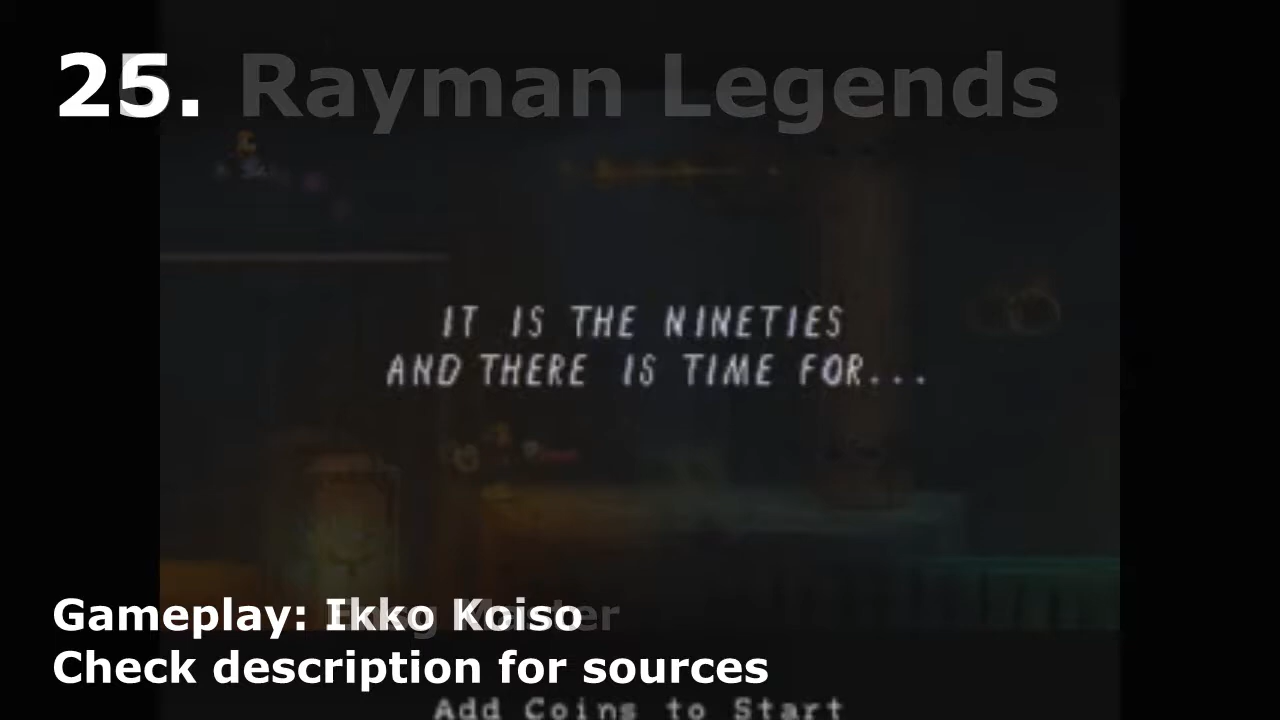 25. Rayman Legends
IT IS THE NINETIES
AND THERE IS TIME FOR...
Gameplay: Ikko Koiso
Check description for sources
Add Coins to Start